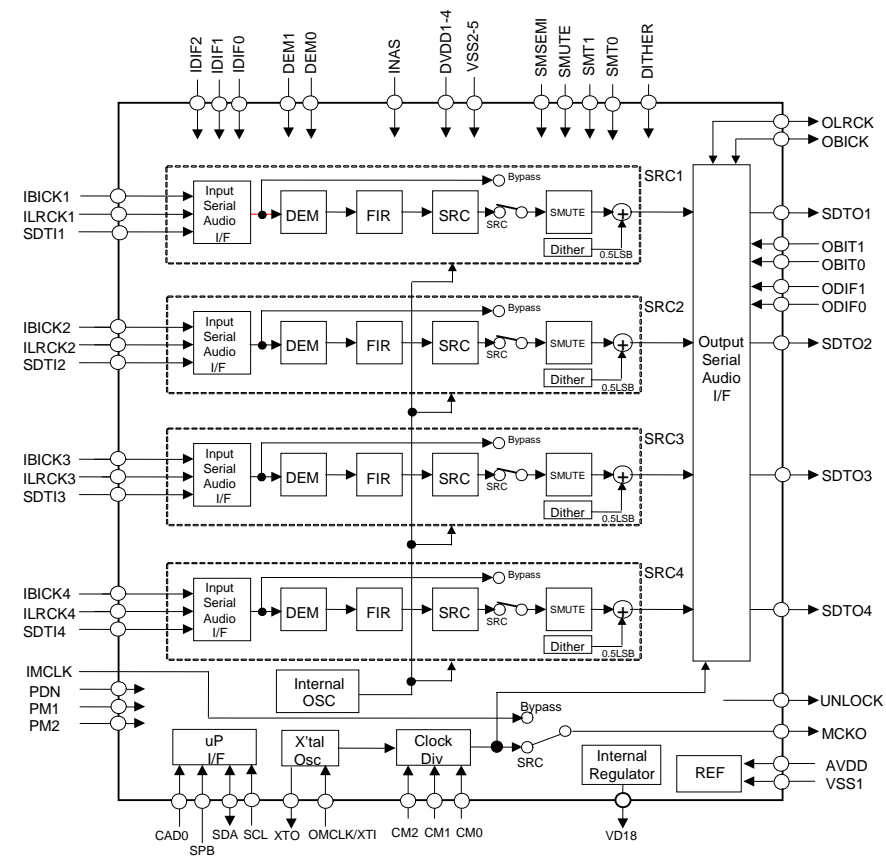 IDIF2
IDIF1
IDIF0
DEM1
DEM0
INAS
DVDD1-4
VSS2-5
SMSEMI
SMUTE
SMT1
SMT0
DITHER
OLRCK
OBICK
IBICK1
ILRCK1
SDTI1
Input
Serial
Audio
I/F
DEM
FIR
SRC
Bypass
SRC
SMUTE
Dither
0.5LSB
SRC1
SDTO1
OBIT1
OBIT0
ODIF1
ODIF0
IBICK2
ILRCK2
SDTI2
Input
Serial
Audio
I/F
DEM
FIR
SRC
Bypass
SRC
SMUTE
Dither
0.5LSB
SRC2
Output
Serial
Audio
I/F
SDTO2
IBICK3
ILRCK3
SDTI3
Input
Serial
Audio
I/F
DEM
FIR
SRC
Bypass
SRC
SMUTE
Dither
0.5LSB
SRC3
SDTO3
IBICK4
ILRCK4
SDTI4
Input
Serial
Audio
I/F
DEM
FIR
SRC
Bypass
SRC
SMUTE
Dither
0.5LSB
SRC4
SDTO4
IMCLK
PDN
PM1
PM2
Internal
OSC
Bypass
SRC
UNLOCK
MCKO
uP
I/F
X'tal
Osc
Clock
Div
Internal
Regulator
REF
AVDD
VSS1
CAD0
SPB
SDA
SCL
XTO
OMCLK/XTI
CM2
CM1
CM0
VD18